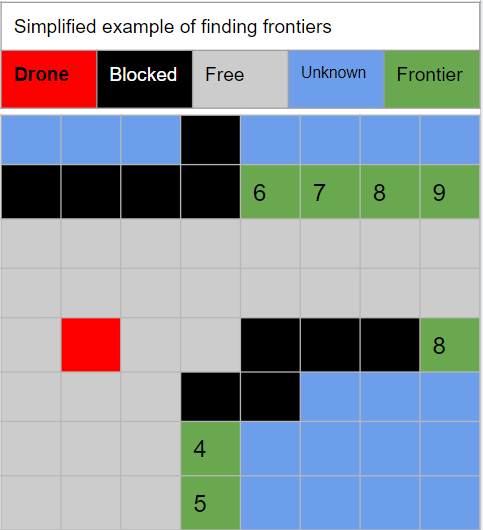 Simplified example of finding frontiers
Drone Blocked Free Unknown Frontier
6 7 8 9
8
4
5